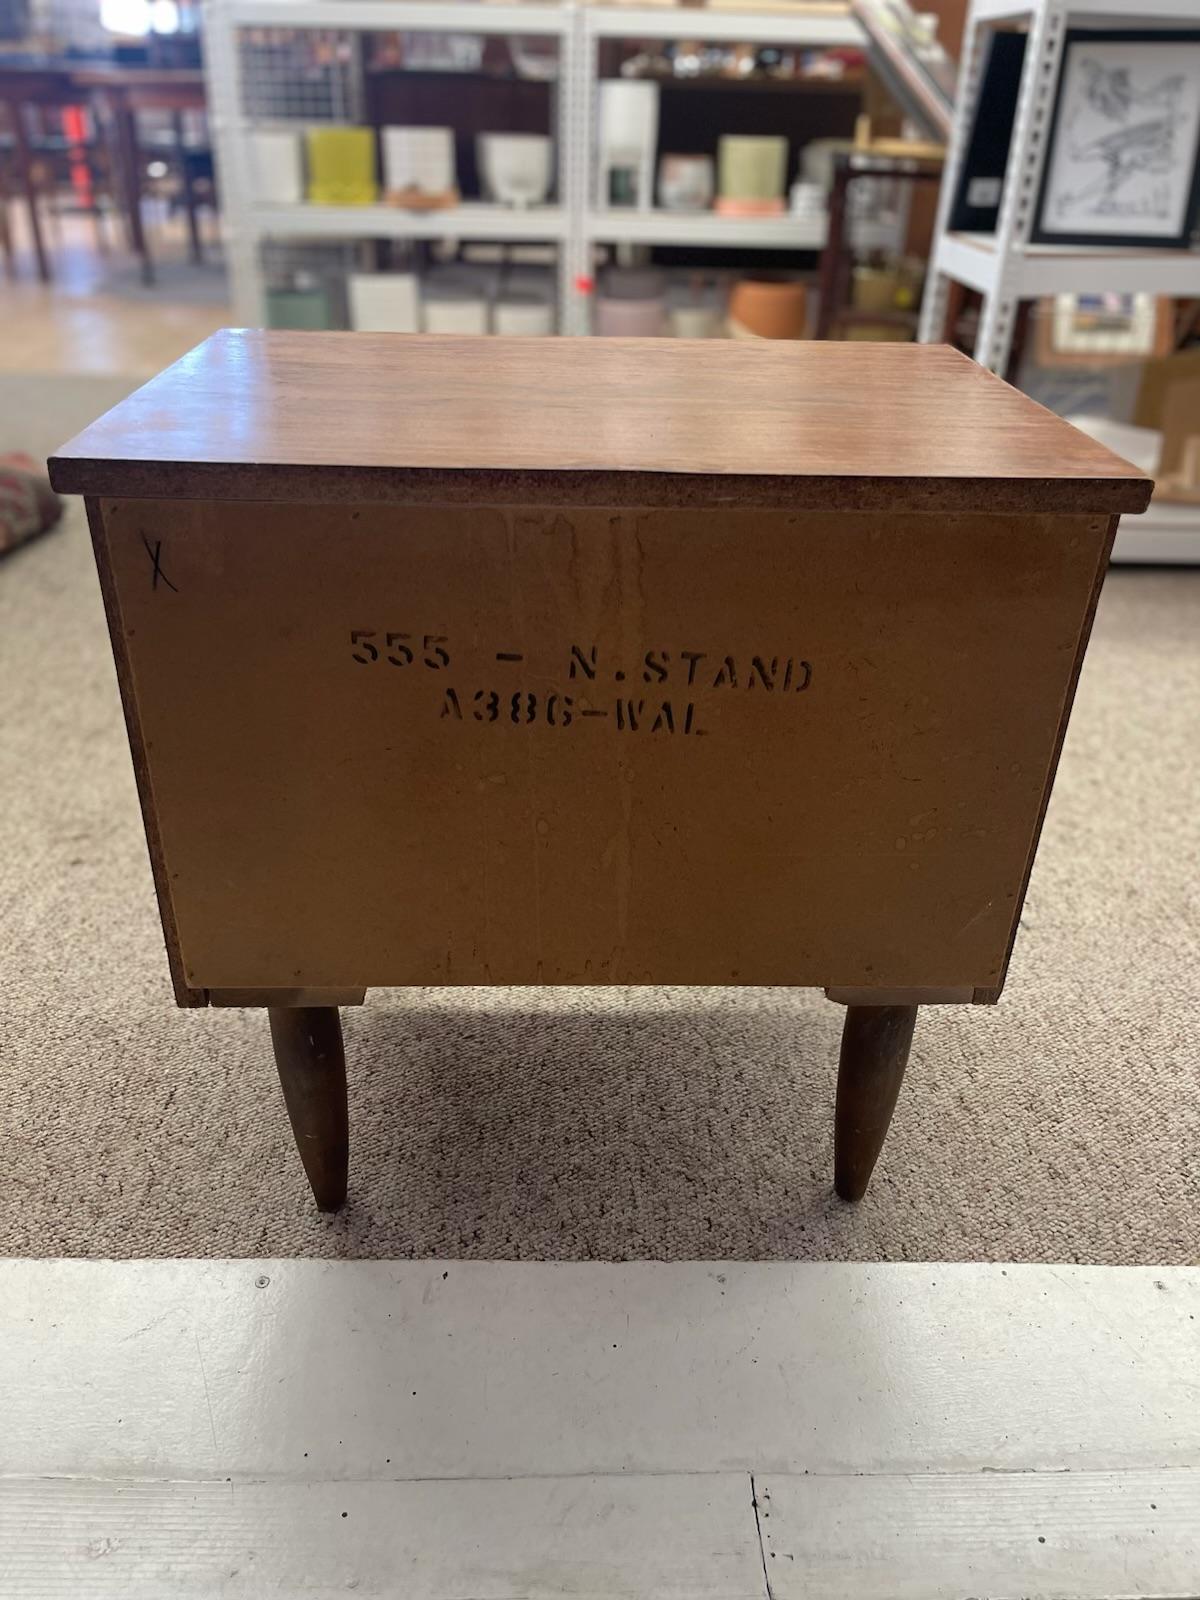 X
555 - N.STAND
A386-WAL